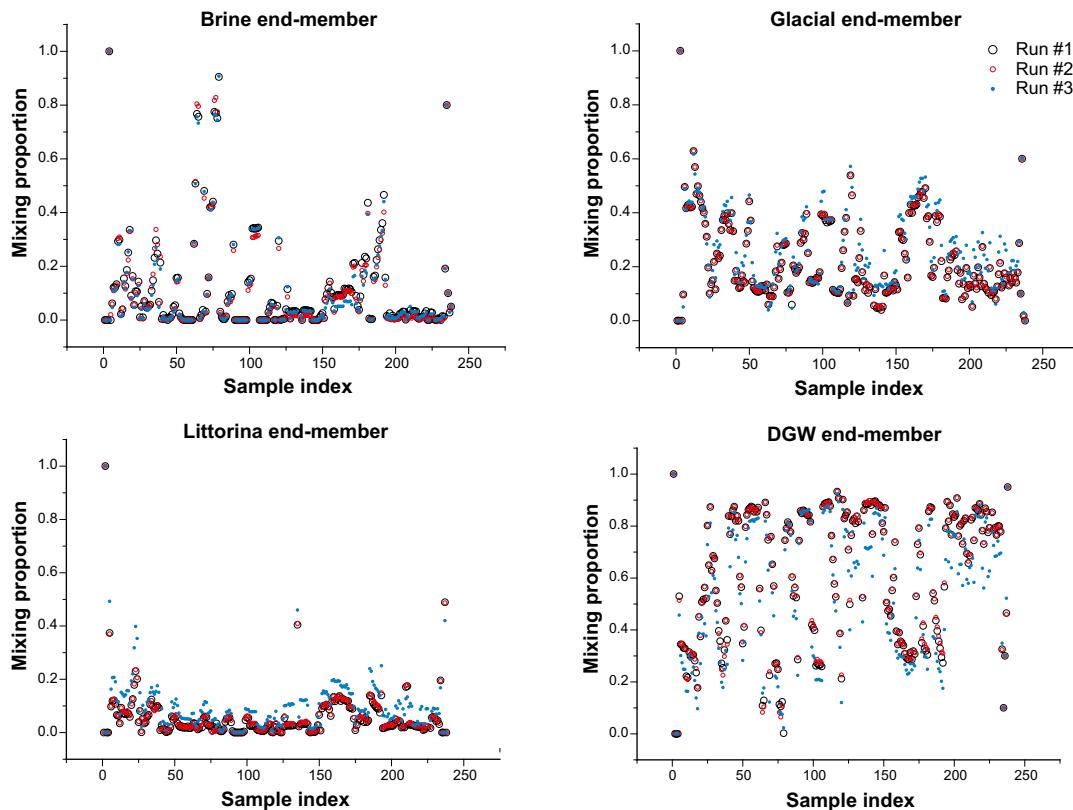 Brine end-member
Mixing proportion
1.0
0.8
0.6
0.4
0.2
0.0
0 50 100 150 200 250
Sample index
Glacial end-member
Run #1
Run #2
Run #3
Mixing proportion
1.0
0.8
0.6
0.4
0.2
0.0
0 50 100 150 200 250
Sample index
Littorina end-member
Mixing proportion
1.0
0.8
0.6
0.4
0.2
0.0
0 50 100 150 200 250
Sample index
DGW end-member
Mixing proportion
1.0
0.8
0.6
0.4
0.2
0.0
0 50 100 150 200 250
Sample index